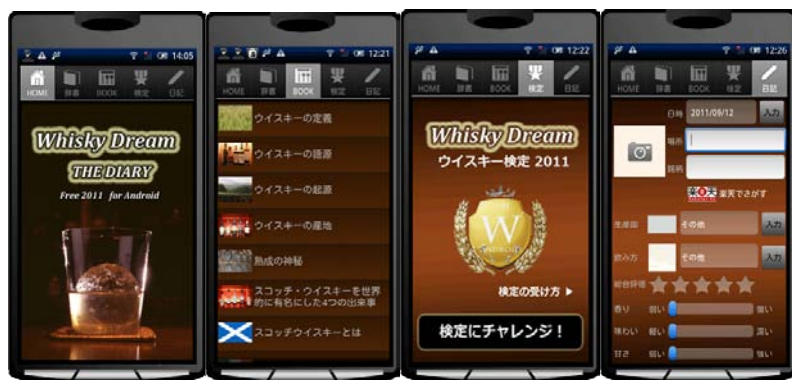 14:05
HOME
辞書
BOOK
検定
日記
Whisky Dream
THE DIARY
Free 2011 for Android
12:21
HOME
辞書
BOOK
検定
日記
ウイスキーの定義
ウイスキーの語源
ウイスキーの起源
ウイスキーの産地
熟成の神秘
スコッチ・ウイスキーを世界
的に有名にした4つの出来事
スコッチウイスキーとは
12:22
HOME
辞書
BOOK
検定
日記
Whisky Dream
ウイスキー検定 2011
W
ANDROID
検定の受け方 ▶
検定にチャレンジ！
12:26
HOME
辞書
BOOK
検定
日記
日時 2011/09/12 入力
場所
銘柄
楽天 楽天でさがす
生産国 その他 入力
飲み方 その他 入力
総合評価
香り 弱い 強い
味わい 軽い 深い
甘さ 弱い 強い